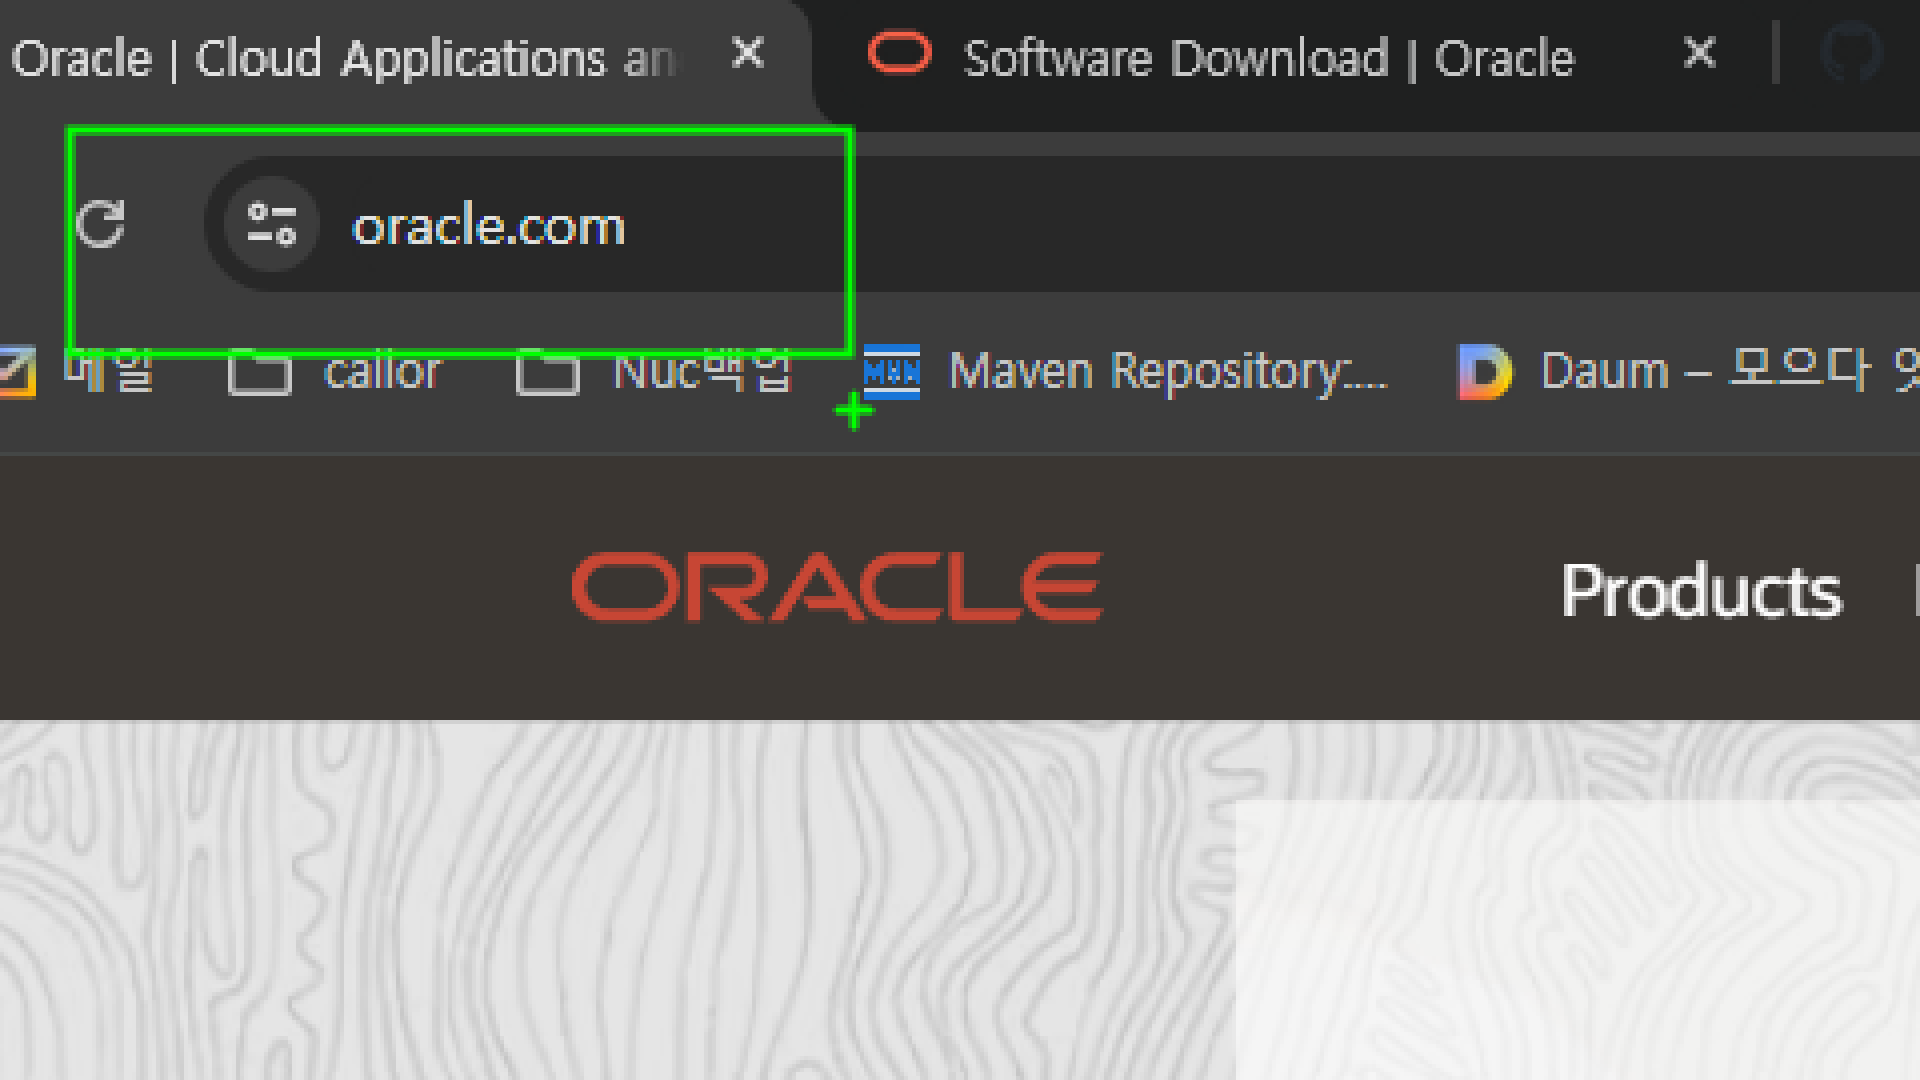 Oracle | Cloud Applications an
Software Download | Oracle
oracle.com
메일
callor
Nuc백업
Maven Repository:...
Daum – 모으다
ORACLE
Products